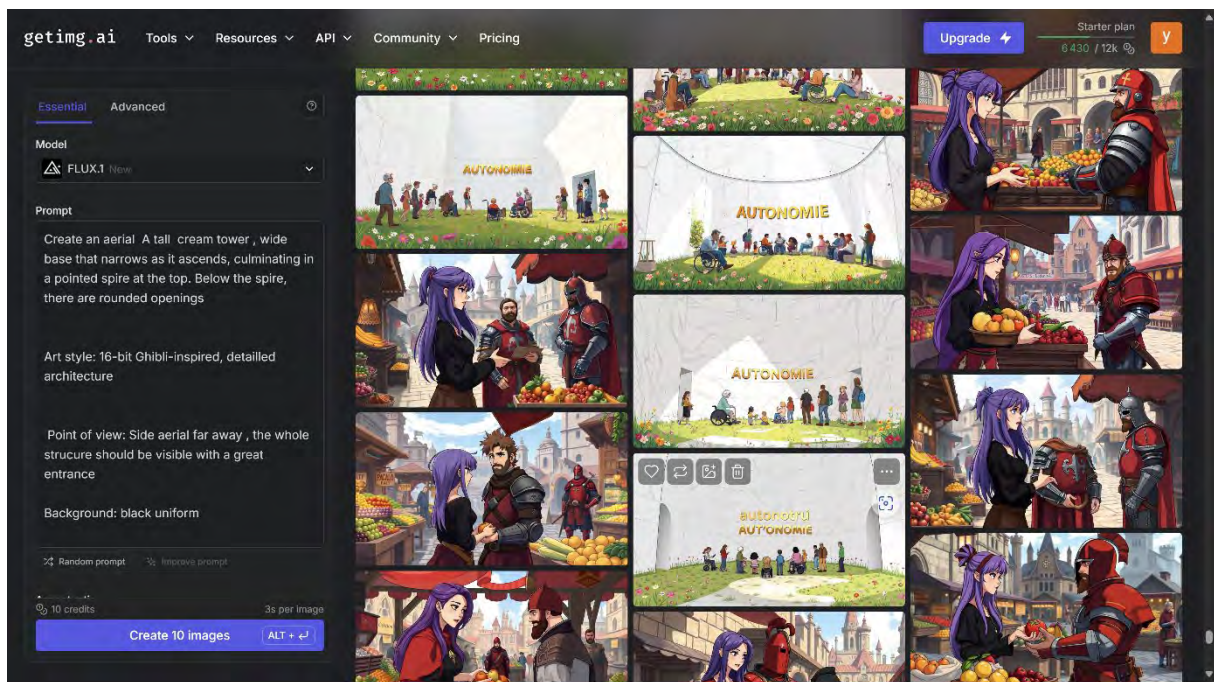 getimg.ai Tools Resources API Community Pricing Upgrade Starter plan
6 430 / 12k
y
Essential Advanced
Model
FLUX.1 New
Prompt
Create an aerial A tall cream tower , wide
base that narrows as it ascends, culminating in
a pointed spire at the top. Below the spire,
there are rounded openings
Art style: 16-bit Ghibli-inspired, detailled
architecture
Point of view: Side aerial far away , the whole
strucure should be visible with a great
entrance
Background: black uniform
Random prompt Improve prompt
10 credits 3s per image
Create 10 images ALT +
AUTONOMIE
AUTONOMIE
AUTONOMIE
autonotru
AUT'ONOMIE